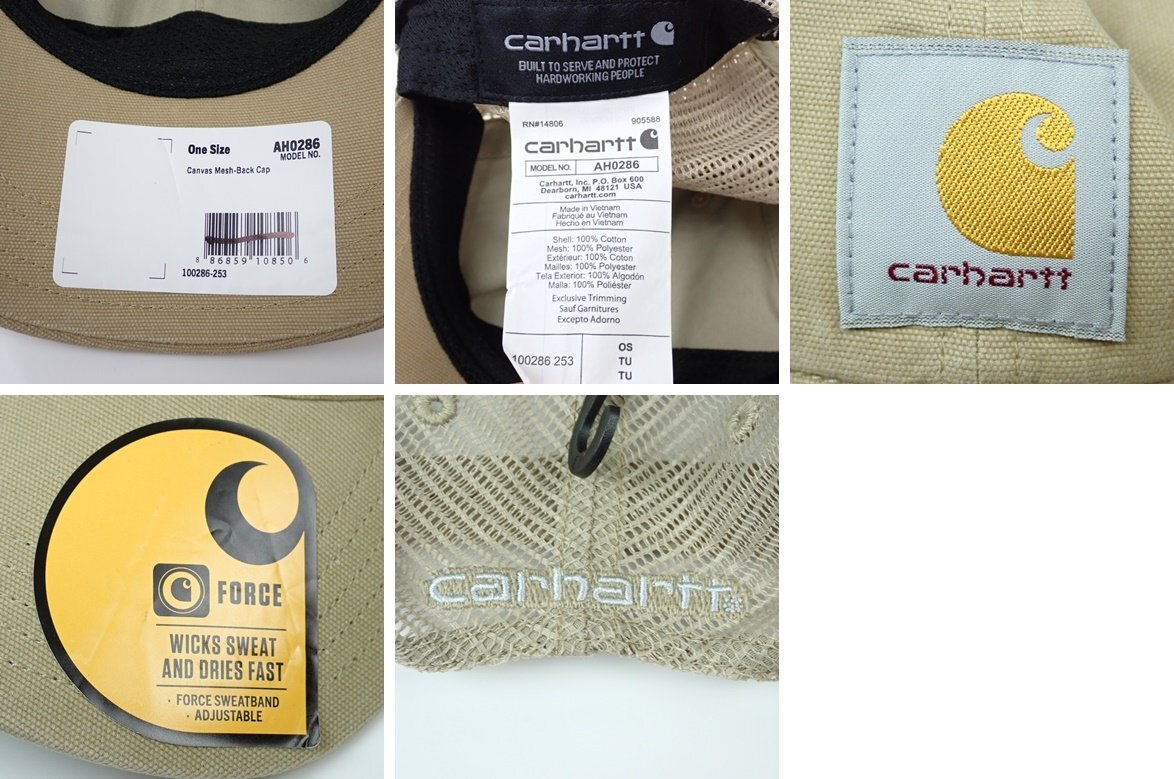 One Size
AH0286
MODEL NO.
Canvas Mesh-Back Cap
8 86859 10850 6
100286-253
carhartt
BUILT TO SERVE AND PROTECT
HARDWORKING PEOPLE
RN#14806 905588
carhartt
MODEL NO. AH0286
Carhartt, Inc. P.O. Box 600
Dearborn, MI 48121 USA
carhartt.com
Made in Vietnam
Fabriqué au Vietnam
Hecho en Vietnam
Shell: 100% Cotton
Mesh: 100% Polyester
Extérieur: 100% Coton
Mailles: 100% Polyester
Tela Exterior: 100% Algodón
Malla: 100% Poliéster
Exclusive Trimming
Sauf Garnitures
Excepto Adorno
100286 253
OS
TU
TU
carhartt
FORCE
WICKS SWEAT
AND DRIES FAST
· FORCE SWEATBAND
· ADJUSTABLE
carhartt